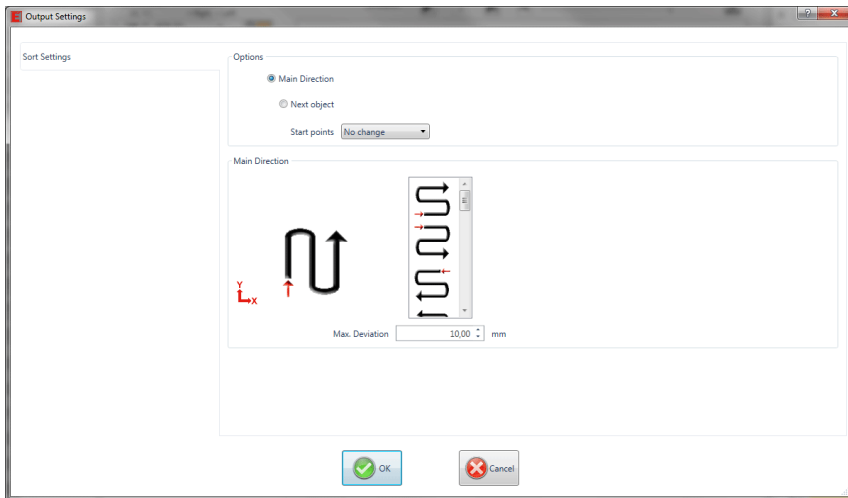 Output Settings
Sort Settings
Options
Main Direction
Next object
Start points No change
Main Direction
Y
X
Max. Deviation 10,00 mm
OK
Cancel